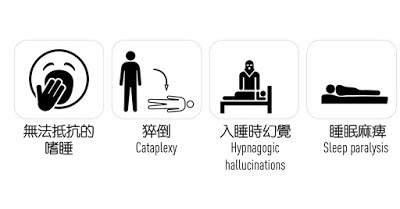 無法抵抗的
嗜睡
猝倒
Cataplexy
入睡時幻覺
Hypnagogic
hallucinations
睡眠麻痺
Sleep paralysis